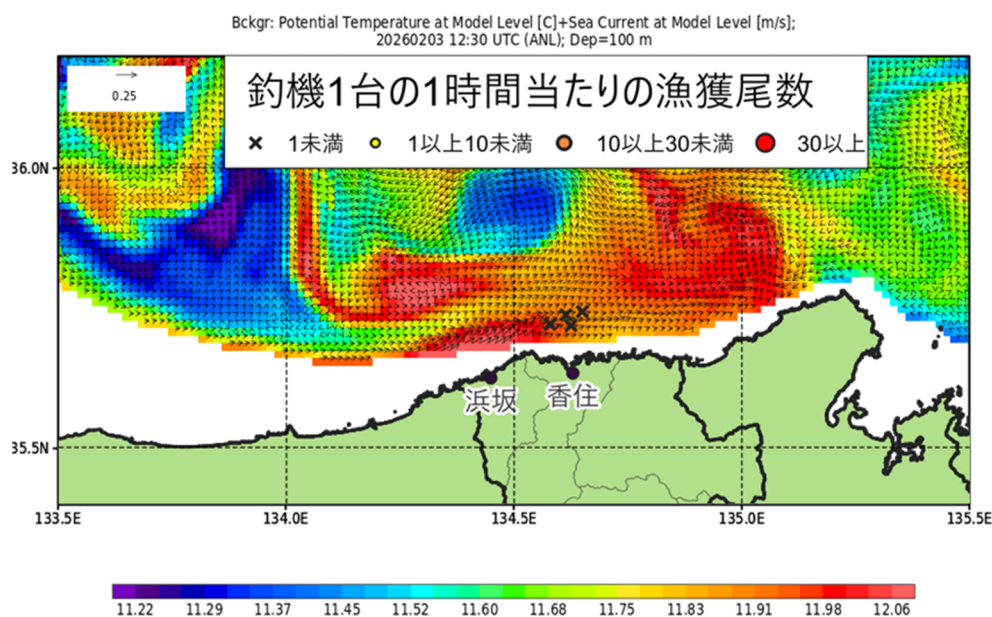 Bckgr: Potential Temperature at Model Level [C]+Sea Current at Model Level [m/s];
20260203 12:30 UTC (ANL); Dep=100 m
0.25
釣機1台の1時間当たりの漁獲尾数
1未満 1以上10未満 10以上30未満 30以上
36.0N
浜坂 香住
35.5N
133.5E 134.0E 134.5E 135.0E 135.5E
11.22 11.29 11.37 11.45 11.52 11.60 11.68 11.75 11.83 11.91 11.98 12.06